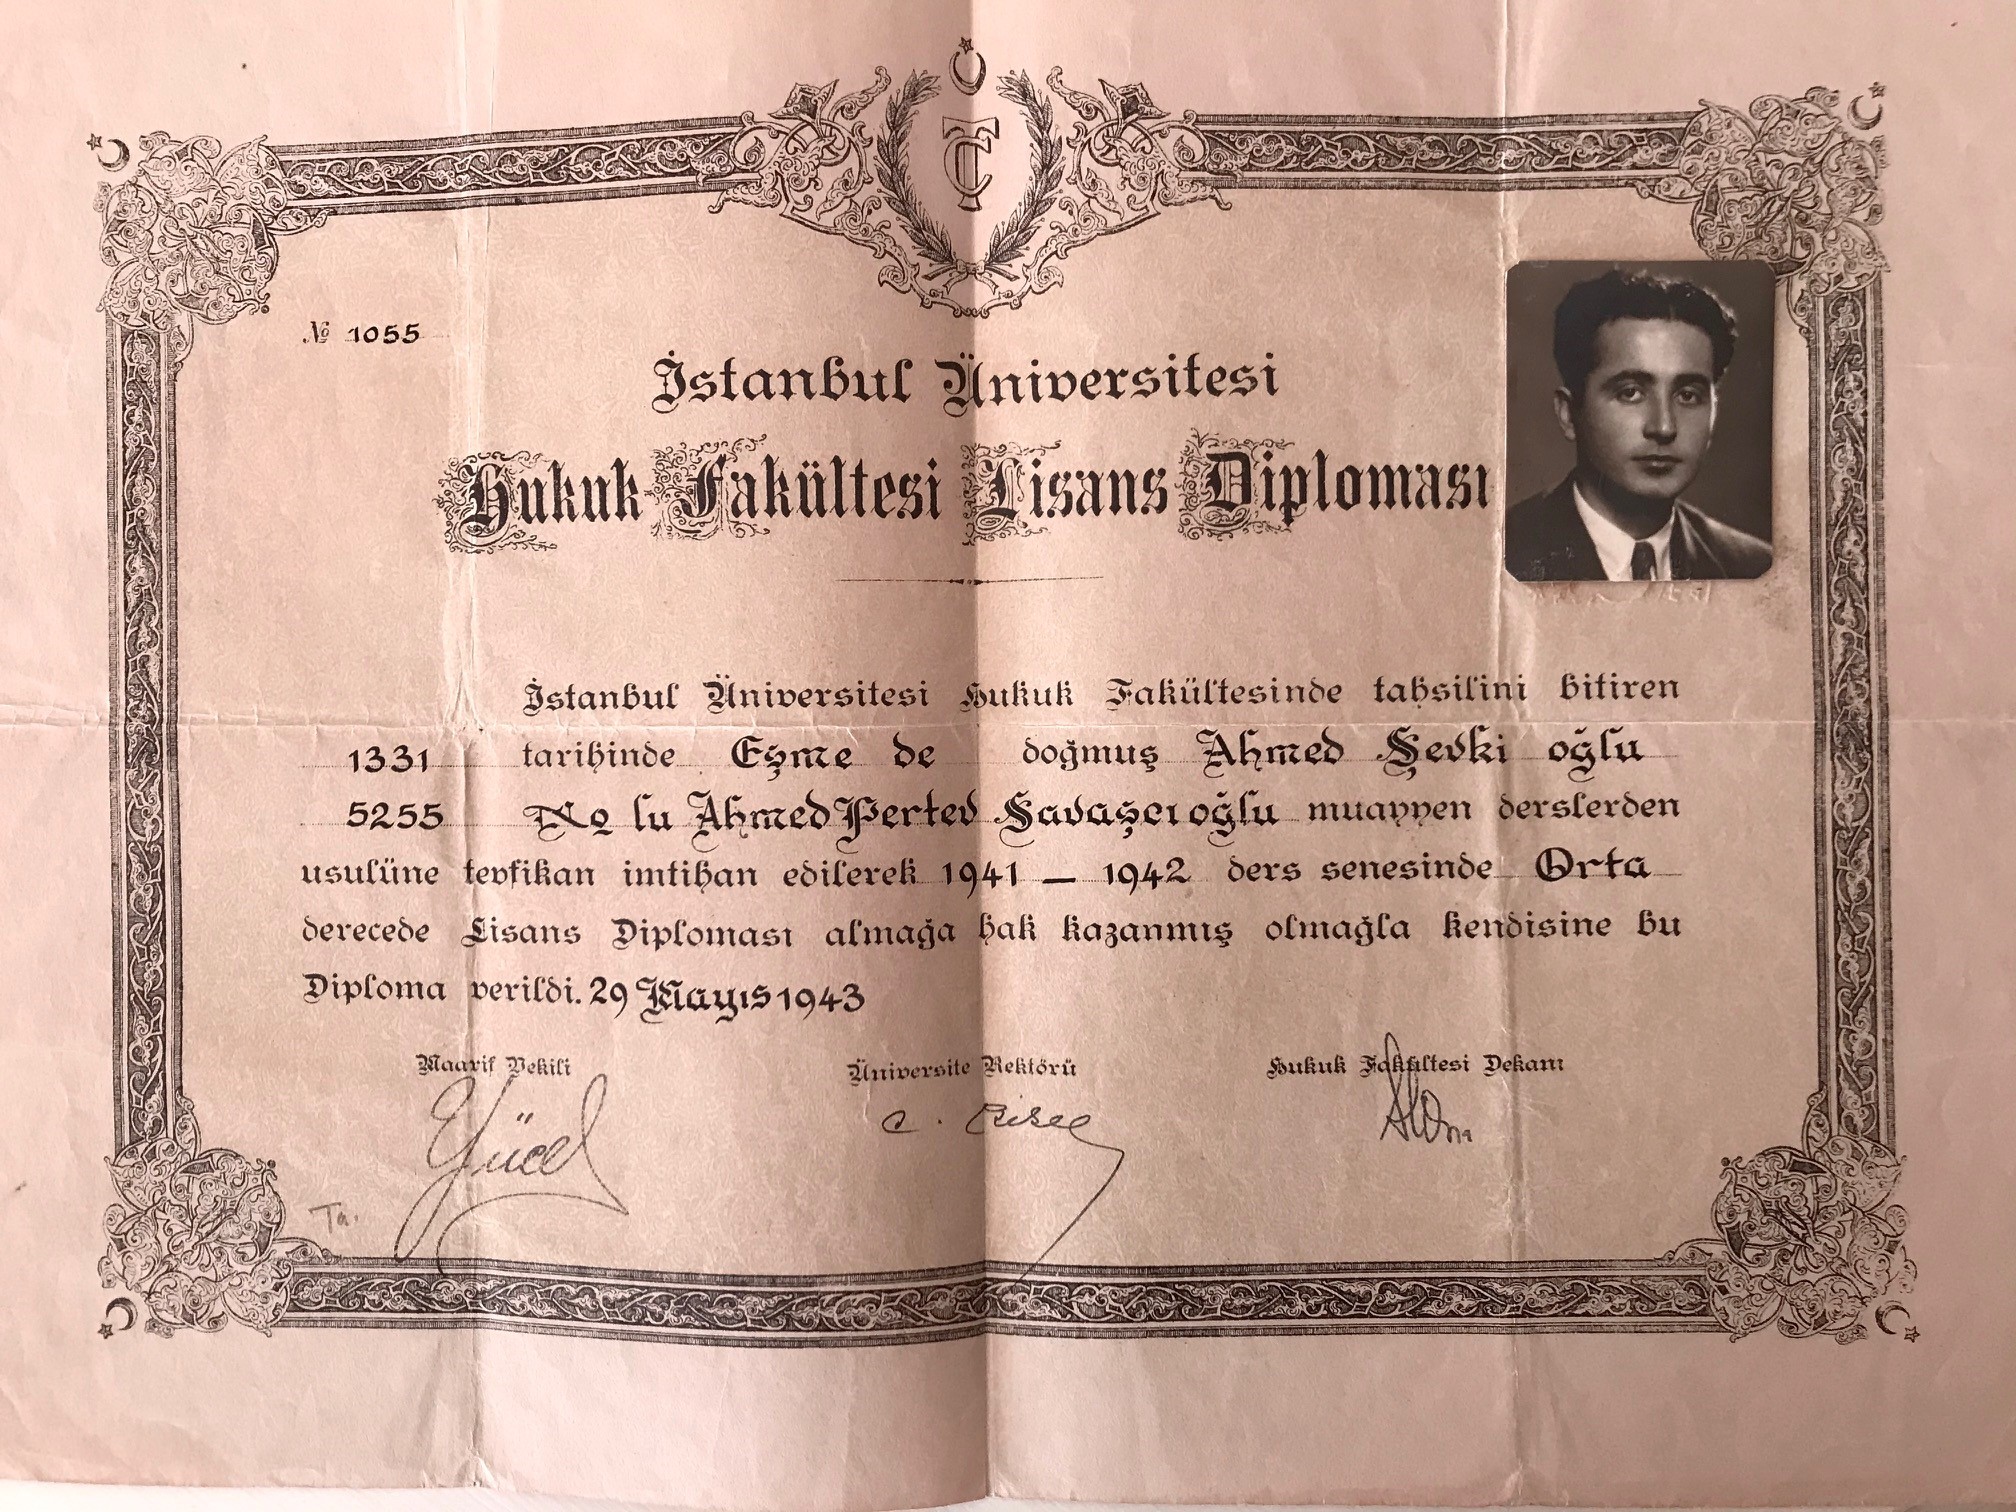 TC
№ 1055
İstanbul Üniversitesi
Hukuk Fakültesi Lisans Diploması
İstanbul Üniversitesi Hukuk Fakültesinde tahsilini bitiren
1331 tarihinde Eşme de doğmuş Ahmed Şevki oğlu
5255 No lu Ahmed Pertev Savaşcıoğlu muayyen derslerden
usulüne tevfikan imtihan edilerek 1941 — 1942 ders senesinde Orta
derecede Lisans Diploması almağa hak kazanmış olmağla kendisine bu
Diploma verildi. 29 Mayıs 1943
Maarif Vekili Üniversite Rektörü Hukuk Fakültesi Dekanı
Yücel C. Bilsel